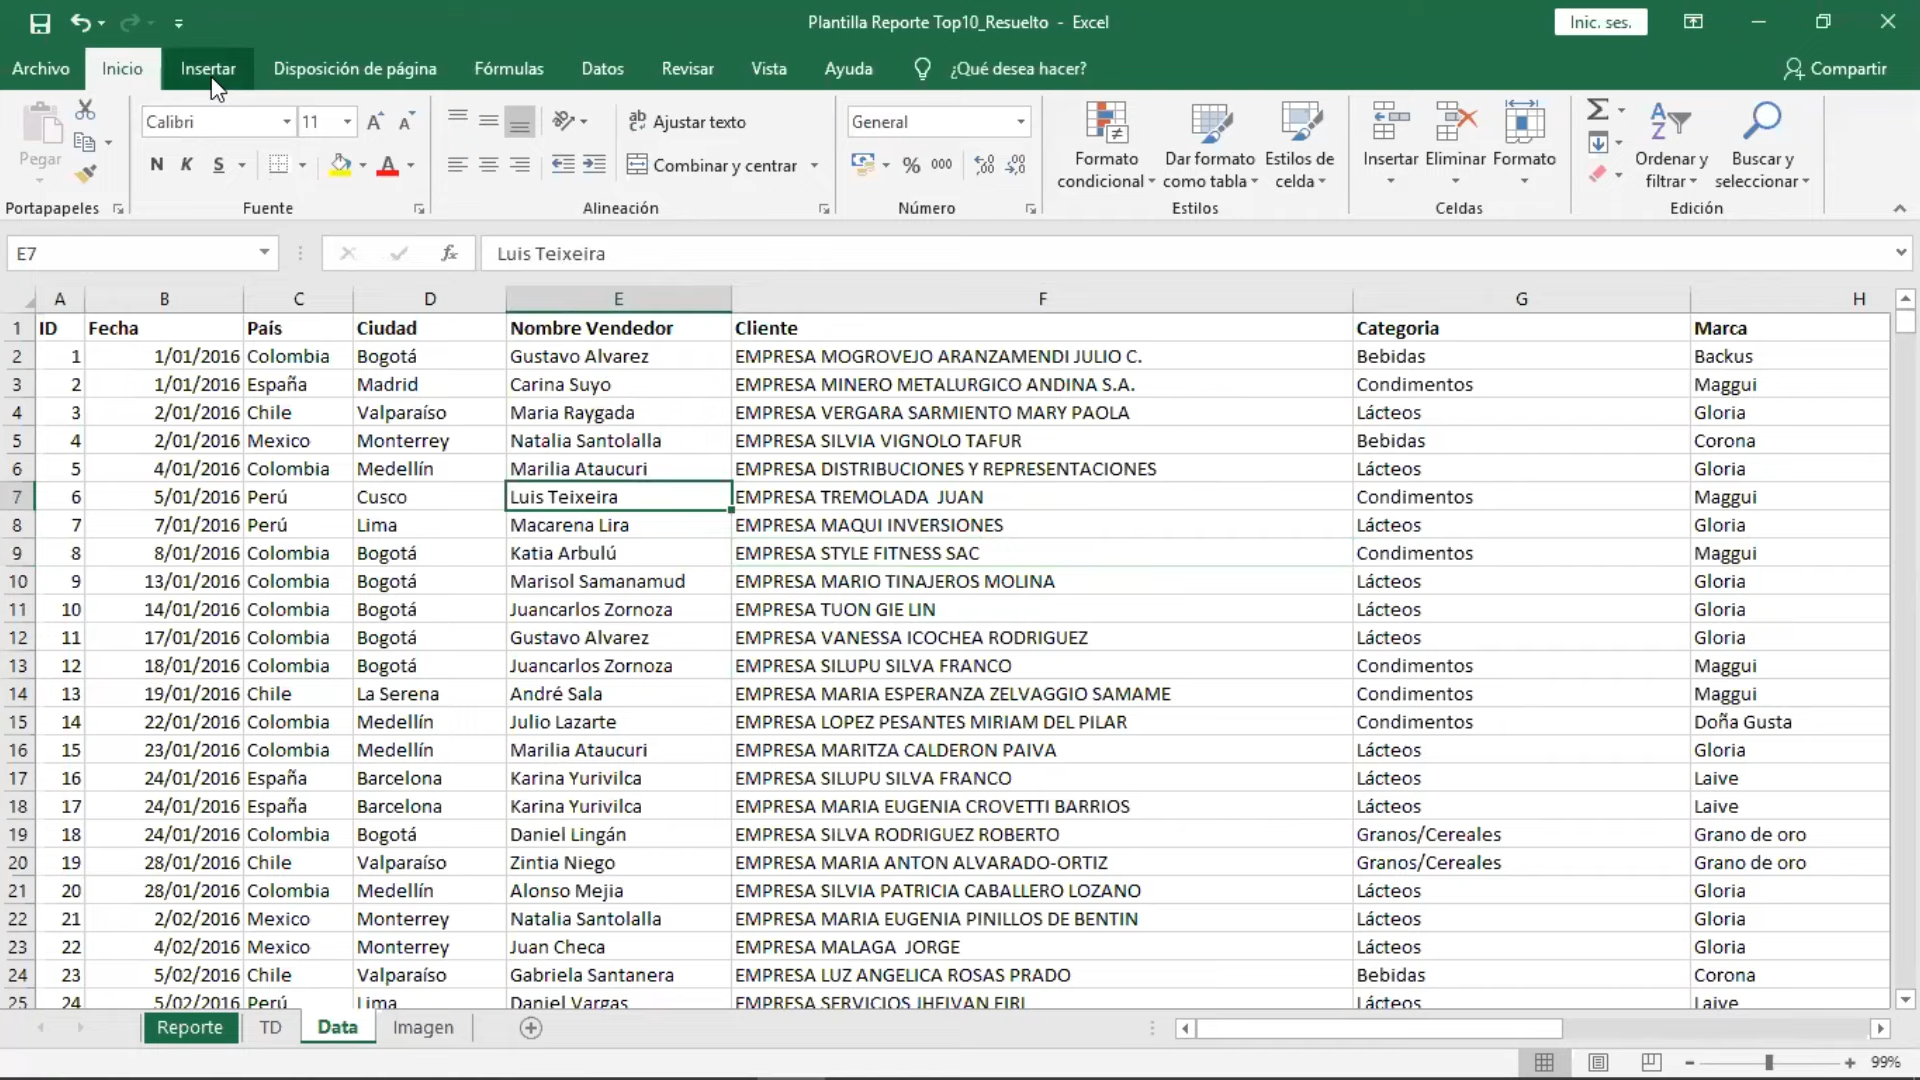 Plantilla Reporte Top10_Resuelto - Excel
Inic. ses.
Archivo Inicio Insertar Disposición de página Fórmulas Datos Revisar Vista Ayuda ¿Qué desea hacer? Compartir
Calibri 11 Ajustar texto General
Pegar N K S A Combinar y centrar % 000 Formato condicional Dar formato como tabla Estilos de celda Insertar Eliminar Formato Ordenar y filtrar Buscar y seleccionar
Portapapeles Fuente Alineación Número Estilos Celdas Edición
E7 fx Luis Teixeira
A B C D E F G H
1 ID Fecha País Ciudad Nombre Vendedor Cliente Categoria Marca
2 1 1/01/2016 Colombia Bogotá Gustavo Alvarez EMPRESA MOGROVEJO ARANZAMENDI JULIO C. Bebidas Backus
3 2 1/01/2016 España Madrid Carina Suyo EMPRESA MINERO METALURGICO ANDINA S.A. Condimentos Maggui
4 3 2/01/2016 Chile Valparaíso Maria Raygada EMPRESA VERGARA SARMIENTO MARY PAOLA Lácteos Gloria
5 4 2/01/2016 Mexico Monterrey Natalia Santolalla EMPRESA SILVIA VIGNOLO TAFUR Bebidas Corona
6 5 4/01/2016 Colombia Medellín Marilia Ataucuri EMPRESA DISTRIBUCIONES Y REPRESENTACIONES Lácteos Gloria
7 6 5/01/2016 Perú Cusco Luis Teixeira EMPRESA TREMOLADA JUAN Condimentos Maggui
8 7 7/01/2016 Perú Lima Macarena Lira EMPRESA MAQUI INVERSIONES Lácteos Gloria
9 8 8/01/2016 Colombia Bogotá Katia Arbulú EMPRESA STYLE FITNESS SAC Condimentos Maggui
10 9 13/01/2016 Colombia Bogotá Marisol Samanamud EMPRESA MARIO TINAJEROS MOLINA Lácteos Gloria
11 10 14/01/2016 Colombia Bogotá Juancarlos Zornoza EMPRESA TUON GIE LIN Lácteos Gloria
12 11 17/01/2016 Colombia Bogotá Gustavo Alvarez EMPRESA VANESSA ICOCHEA RODRIGUEZ Lácteos Gloria
13 12 18/01/2016 Colombia Bogotá Juancarlos Zornoza EMPRESA SILUPU SILVA FRANCO Condimentos Maggui
14 13 19/01/2016 Chile La Serena André Sala EMPRESA MARIA ESPERANZA ZELVAGGIO SAMAME Condimentos Maggui
15 14 22/01/2016 Colombia Medellín Julio Lazarte EMPRESA LOPEZ PESANTES MIRIAM DEL PILAR Condimentos Doña Gusta
16 15 23/01/2016 Colombia Medellín Marilia Ataucuri EMPRESA MARITZA CALDERON PAIVA Lácteos Gloria
17 16 24/01/2016 España Barcelona Karina Yurivilca EMPRESA SILUPU SILVA FRANCO Lácteos Laive
18 17 24/01/2016 España Barcelona Karina Yurivilca EMPRESA MARIA EUGENIA CROVETTI BARRIOS Lácteos Laive
19 18 24/01/2016 Colombia Bogotá Daniel Lingán EMPRESA SILVA RODRIGUEZ ROBERTO Granos/Cereales Grano de oro
20 19 28/01/2016 Chile Valparaíso Zintia Niego EMPRESA MARIA ANTON ALVARADO-ORTIZ Granos/Cereales Grano de oro
21 20 28/01/2016 Colombia Medellín Alonso Mejia EMPRESA SILVIA PATRICIA CABALLERO LOZANO Lácteos Gloria
22 21 2/02/2016 Mexico Monterrey Natalia Santolalla EMPRESA MARIA EUGENIA PINILLOS DE BENTIN Lácteos Gloria
23 22 4/02/2016 Mexico Monterrey Juan Checa EMPRESA MALAGA JORGE Lácteos Gloria
24 23 5/02/2016 Chile Valparaíso Gabriela Santanera EMPRESA LUZ ANGELICA ROSAS PRADO Bebidas Corona
25 24 5/02/2016 Perú Lima Daniel Vargas EMPRESA SERVICIOS JHEIVAN EIRL Lácteos Laive
Reporte TD Data Imagen
99%